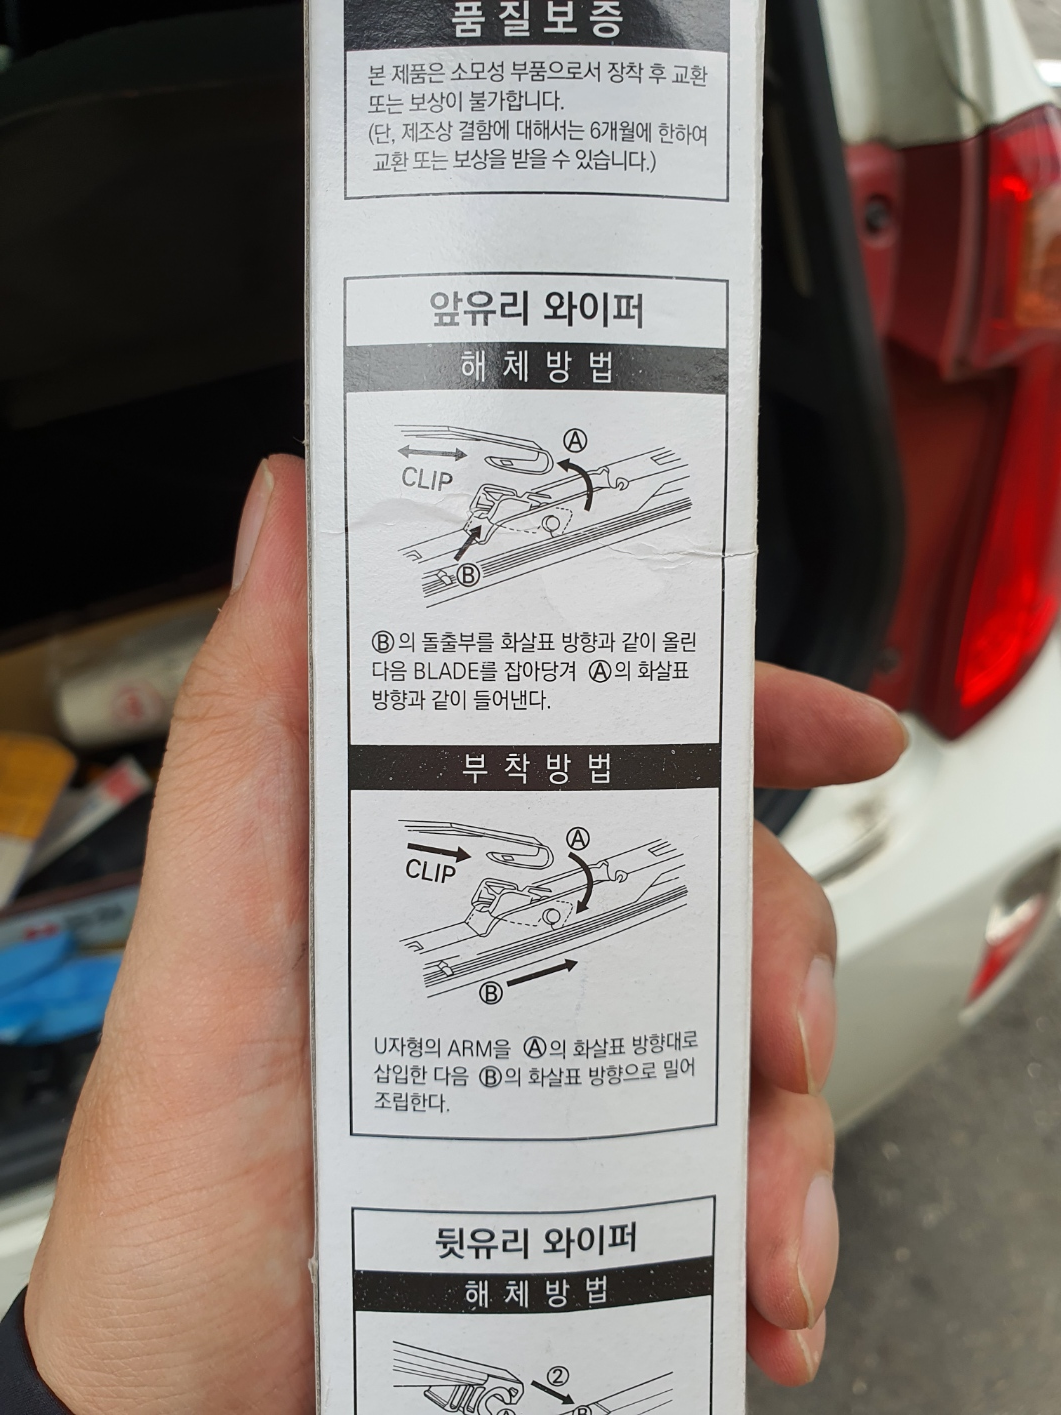 품질보증
본 제품은 소모성 부품으로서 장착 후 교환
또는 보상이 불가합니다.
(단, 제조상 결함에 대해서는 6개월에 한하여
교환 또는 보상을 받을 수 있습니다.)
앞유리 와이퍼
해체방법
Ⓐ
CLIP
Ⓑ
Ⓑ의 돌출부를 화살표 방향과 같이 올린
다음 BLADE를 잡아당겨 Ⓐ의 화살표
방향과 같이 들어낸다.
부착방법
Ⓐ
CLIP
Ⓑ
U자형의 ARM을 Ⓐ의 화살표 방향대로
삽입한 다음 Ⓑ의 화살표 방향으로 밀어
조립한다.
뒷유리 와이퍼
해체방법
②